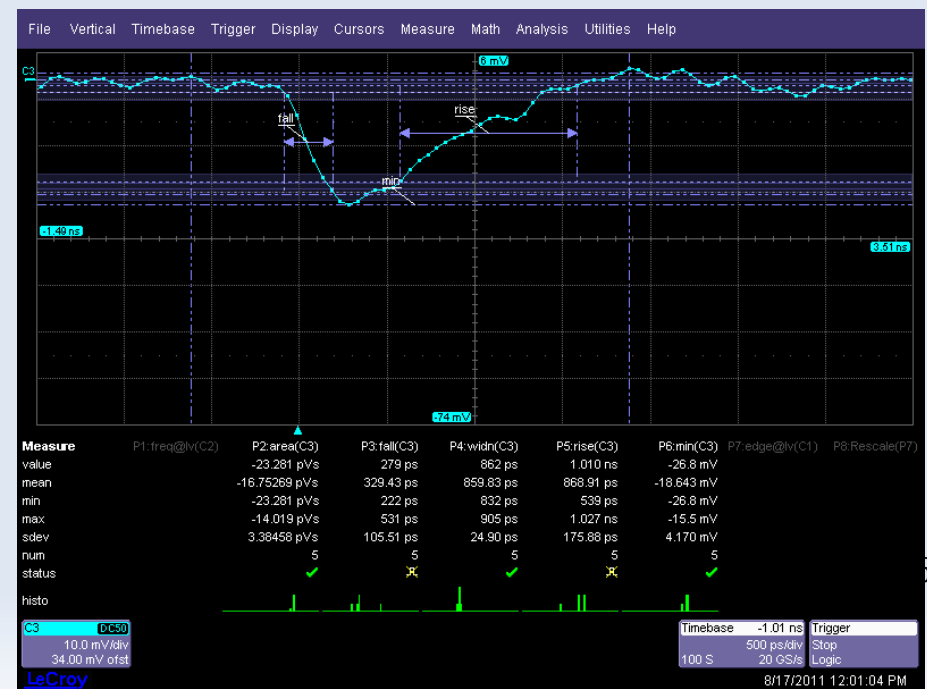 File Vertical Timebase Trigger Display Cursors Measure Math Analysis Utilities Help
C3
6 mV
fall
rise
min
-1.49 ns
3.51 ns
-74 mV
Measure P1:freq@lv(C2) P2:area(C3) P3:fall(C3) P4:widn(C3) P5:rise(C3) P6:min(C3) P7:edge@lv(C1) P8:Rescale(P7)
value -23.281 pVs 279 ps 862 ps 1.010 ns -26.8 mV
mean -16.75269 pVs 329.43 ps 859.83 ps 868.91 ps -18.643 mV
min -23.281 pVs 222 ps 832 ps 539 ps -26.8 mV
max -14.019 pVs 531 ps 905 ps 1.027 ns -15.5 mV
sdev 3.38458 pVs 105.51 ps 24.90 ps 175.88 ps 4.170 mV
num 5 5 5 5 5
status
histo
C3 DC50
10.0 mV/div
34.00 mV ofst
Timebase -1.01 ns
500 ps/div
100 S 20 GS/s
Trigger
Stop
Logic
LeCroy
8/17/2011 12:01:04 PM